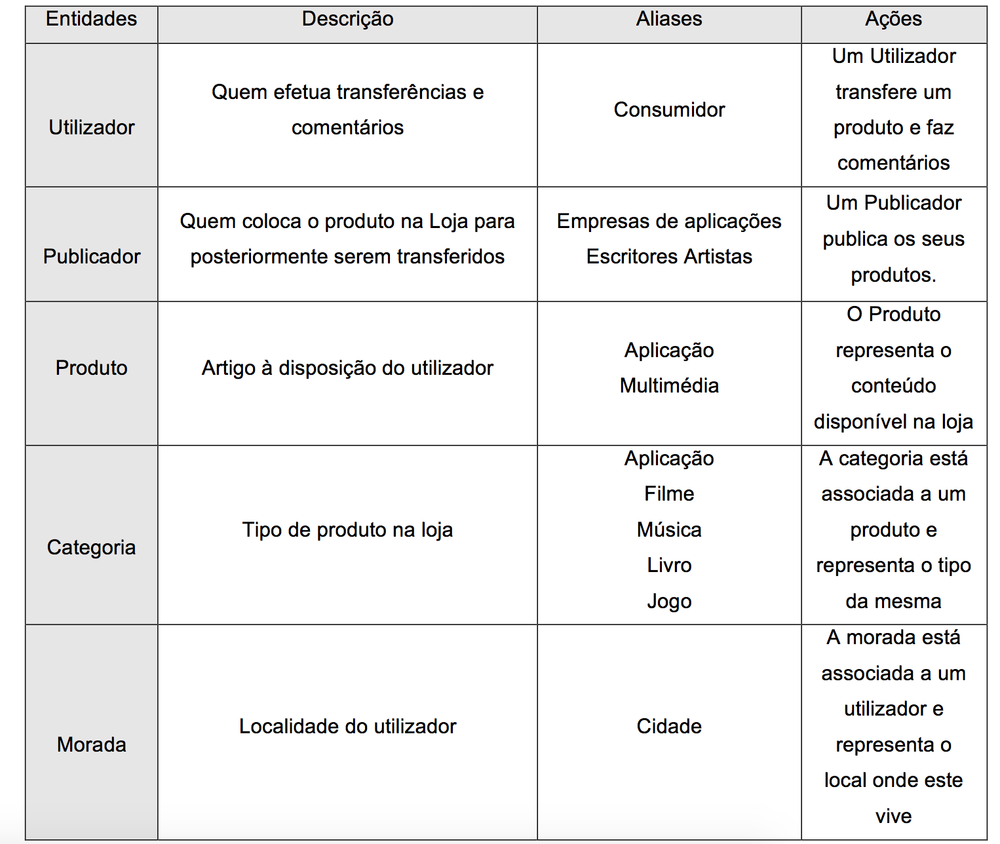 Entidades
Descrição
Aliases
Ações
Utilizador
Quem efetua transferências e
comentários
Consumidor
Um Utilizador
transfere um
produto e faz
comentários
Publicador
Quem coloca o produto na Loja para
posteriormente serem transferidos
Empresas de aplicações
Escritores Artistas
Um Publicador
publica os seus
produtos.
Produto
Artigo à disposição do utilizador
Aplicação
Multimédia
O Produto
representa o
conteúdo
disponível na loja
Categoria
Tipo de produto na loja
Aplicação
Filme
Música
Livro
Jogo
A categoria está
associada a um
produto e
representa o tipo
da mesma
Morada
Localidade do utilizador
Cidade
A morada está
associada a um
utilizador e
representa o
local onde este
vive